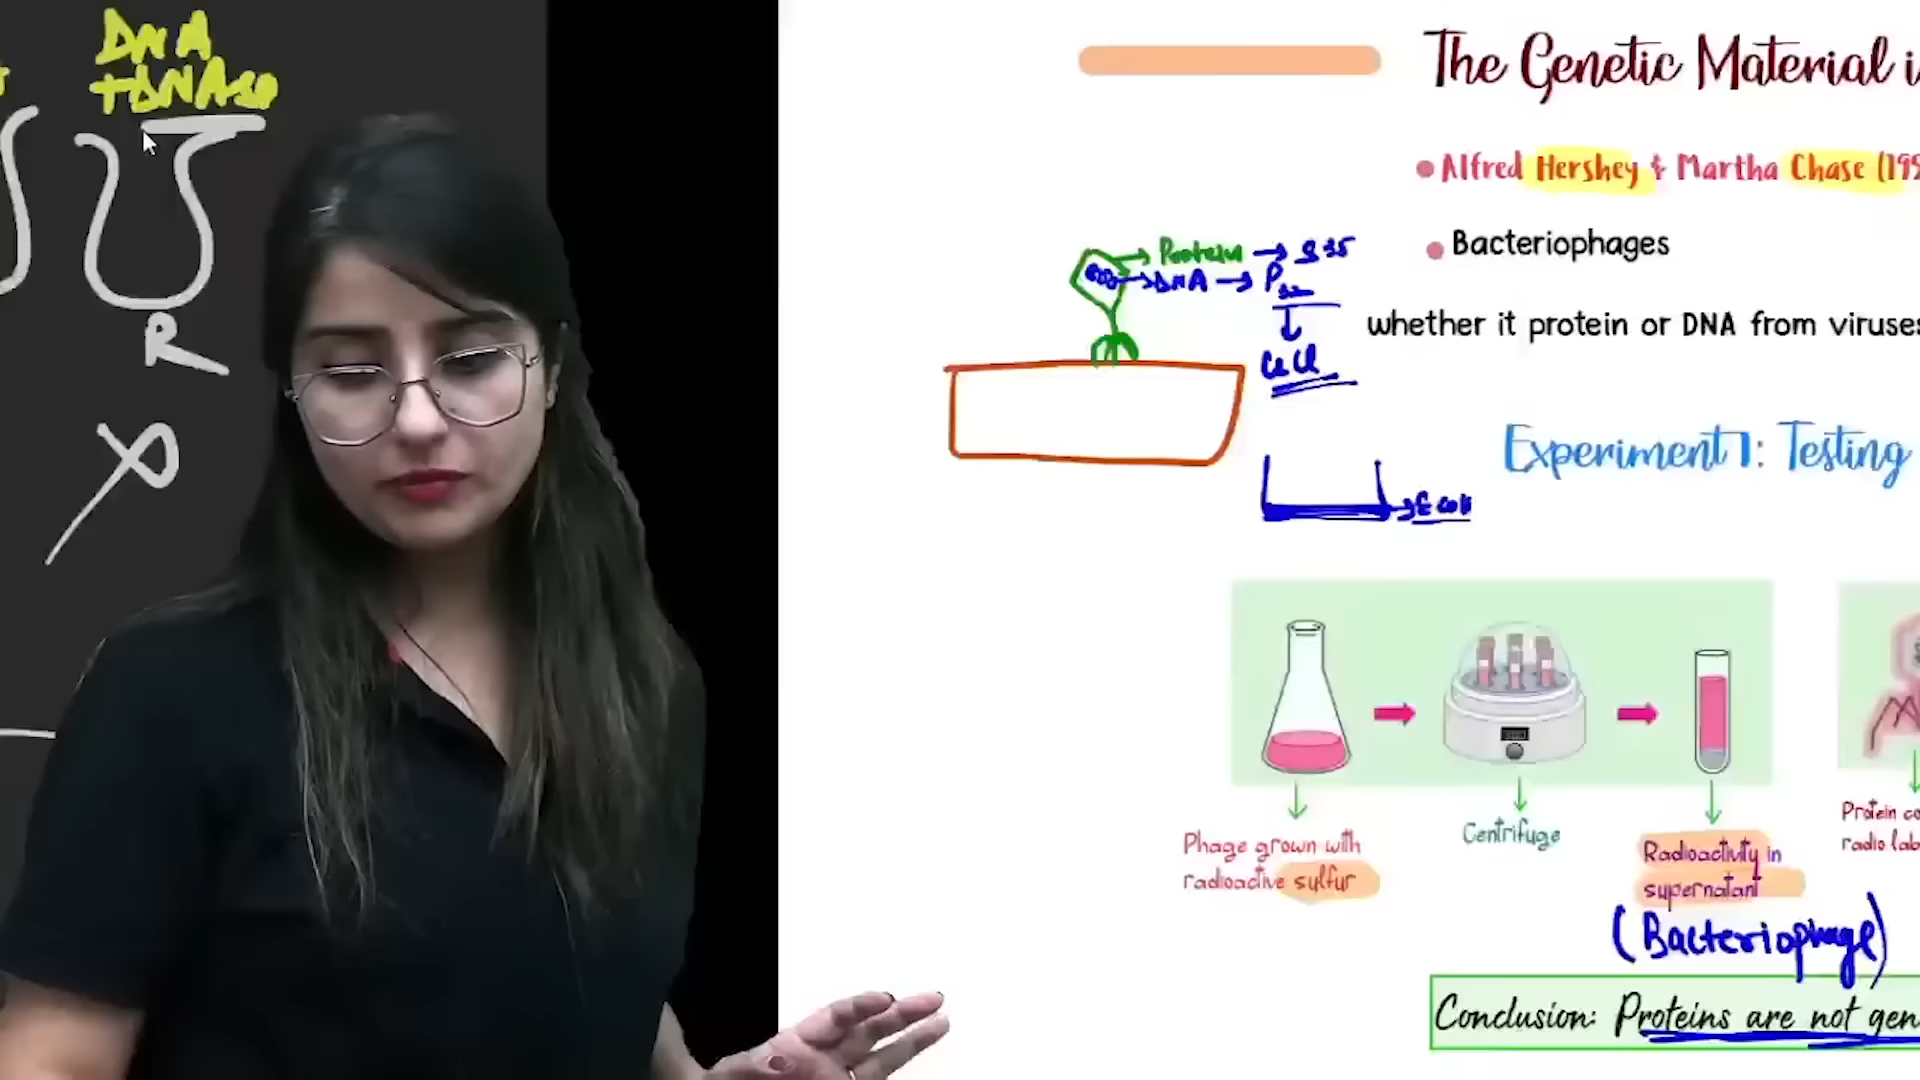 DNA
+DNAse
R
The Genetic Material i
Alfred Hershey & Martha Chase (195
Bacteriophages
Protein → S35
DNA → P32
whether it protein or DNA from viruses
Experiment 1: Testing
E coli
Phage grown with
radioactive sulfur
Centrifuge
Radioactivity in
supernatant
Protein co
radio lab
(Bacteriophage)
Conclusion: Proteins are not gen